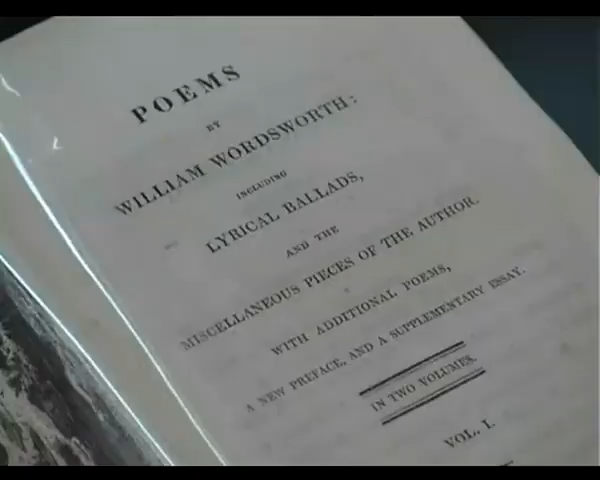 POEMS
BY
WILLIAM WORDSWORTH:
INCLUDING
LYRICAL BALLADS,
AND THE
MISCELLANEOUS PIECES OF THE AUTHOR.
WITH ADDITIONAL POEMS,
A NEW PREFACE, AND A SUPPLEMENTARY ESSAY.
IN TWO VOLUMES.
VOL. I.